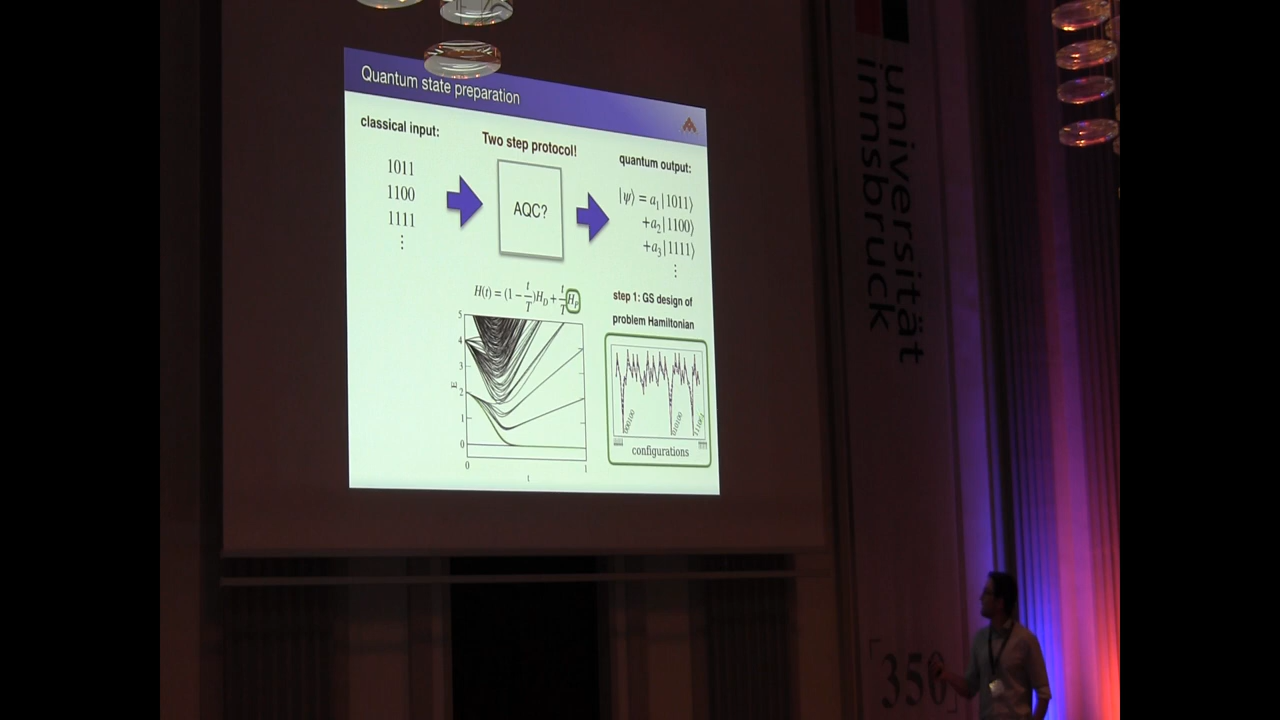 Quantum state preparation
classical input:
1011
1100
1111
⋮
Two step protocol!
AQC?
quantum output:
|ψ⟩ = a₁|1011⟩
+a₂|1100⟩
+a₃|1111⟩
⋮
H(t) = (1 − t/T)H_D + t/T H_P
5
4
3
2
1
0
E
0
1
t
step 1: GS design of
problem Hamiltonian
000100
010100
configurations
universität
innsbruck
350